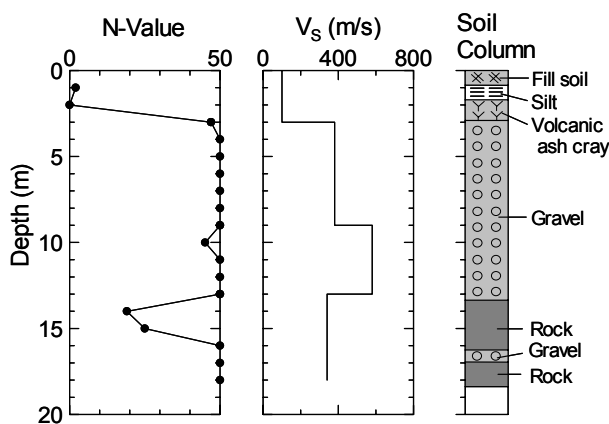 N-Value
0 50
V_S (m/s)
0 400 800
Soil
Column
0
5
10
15
20
Depth (m)
Fill soil
Silt
Volcanic
ash cray
Gravel
Rock
Gravel
Rock